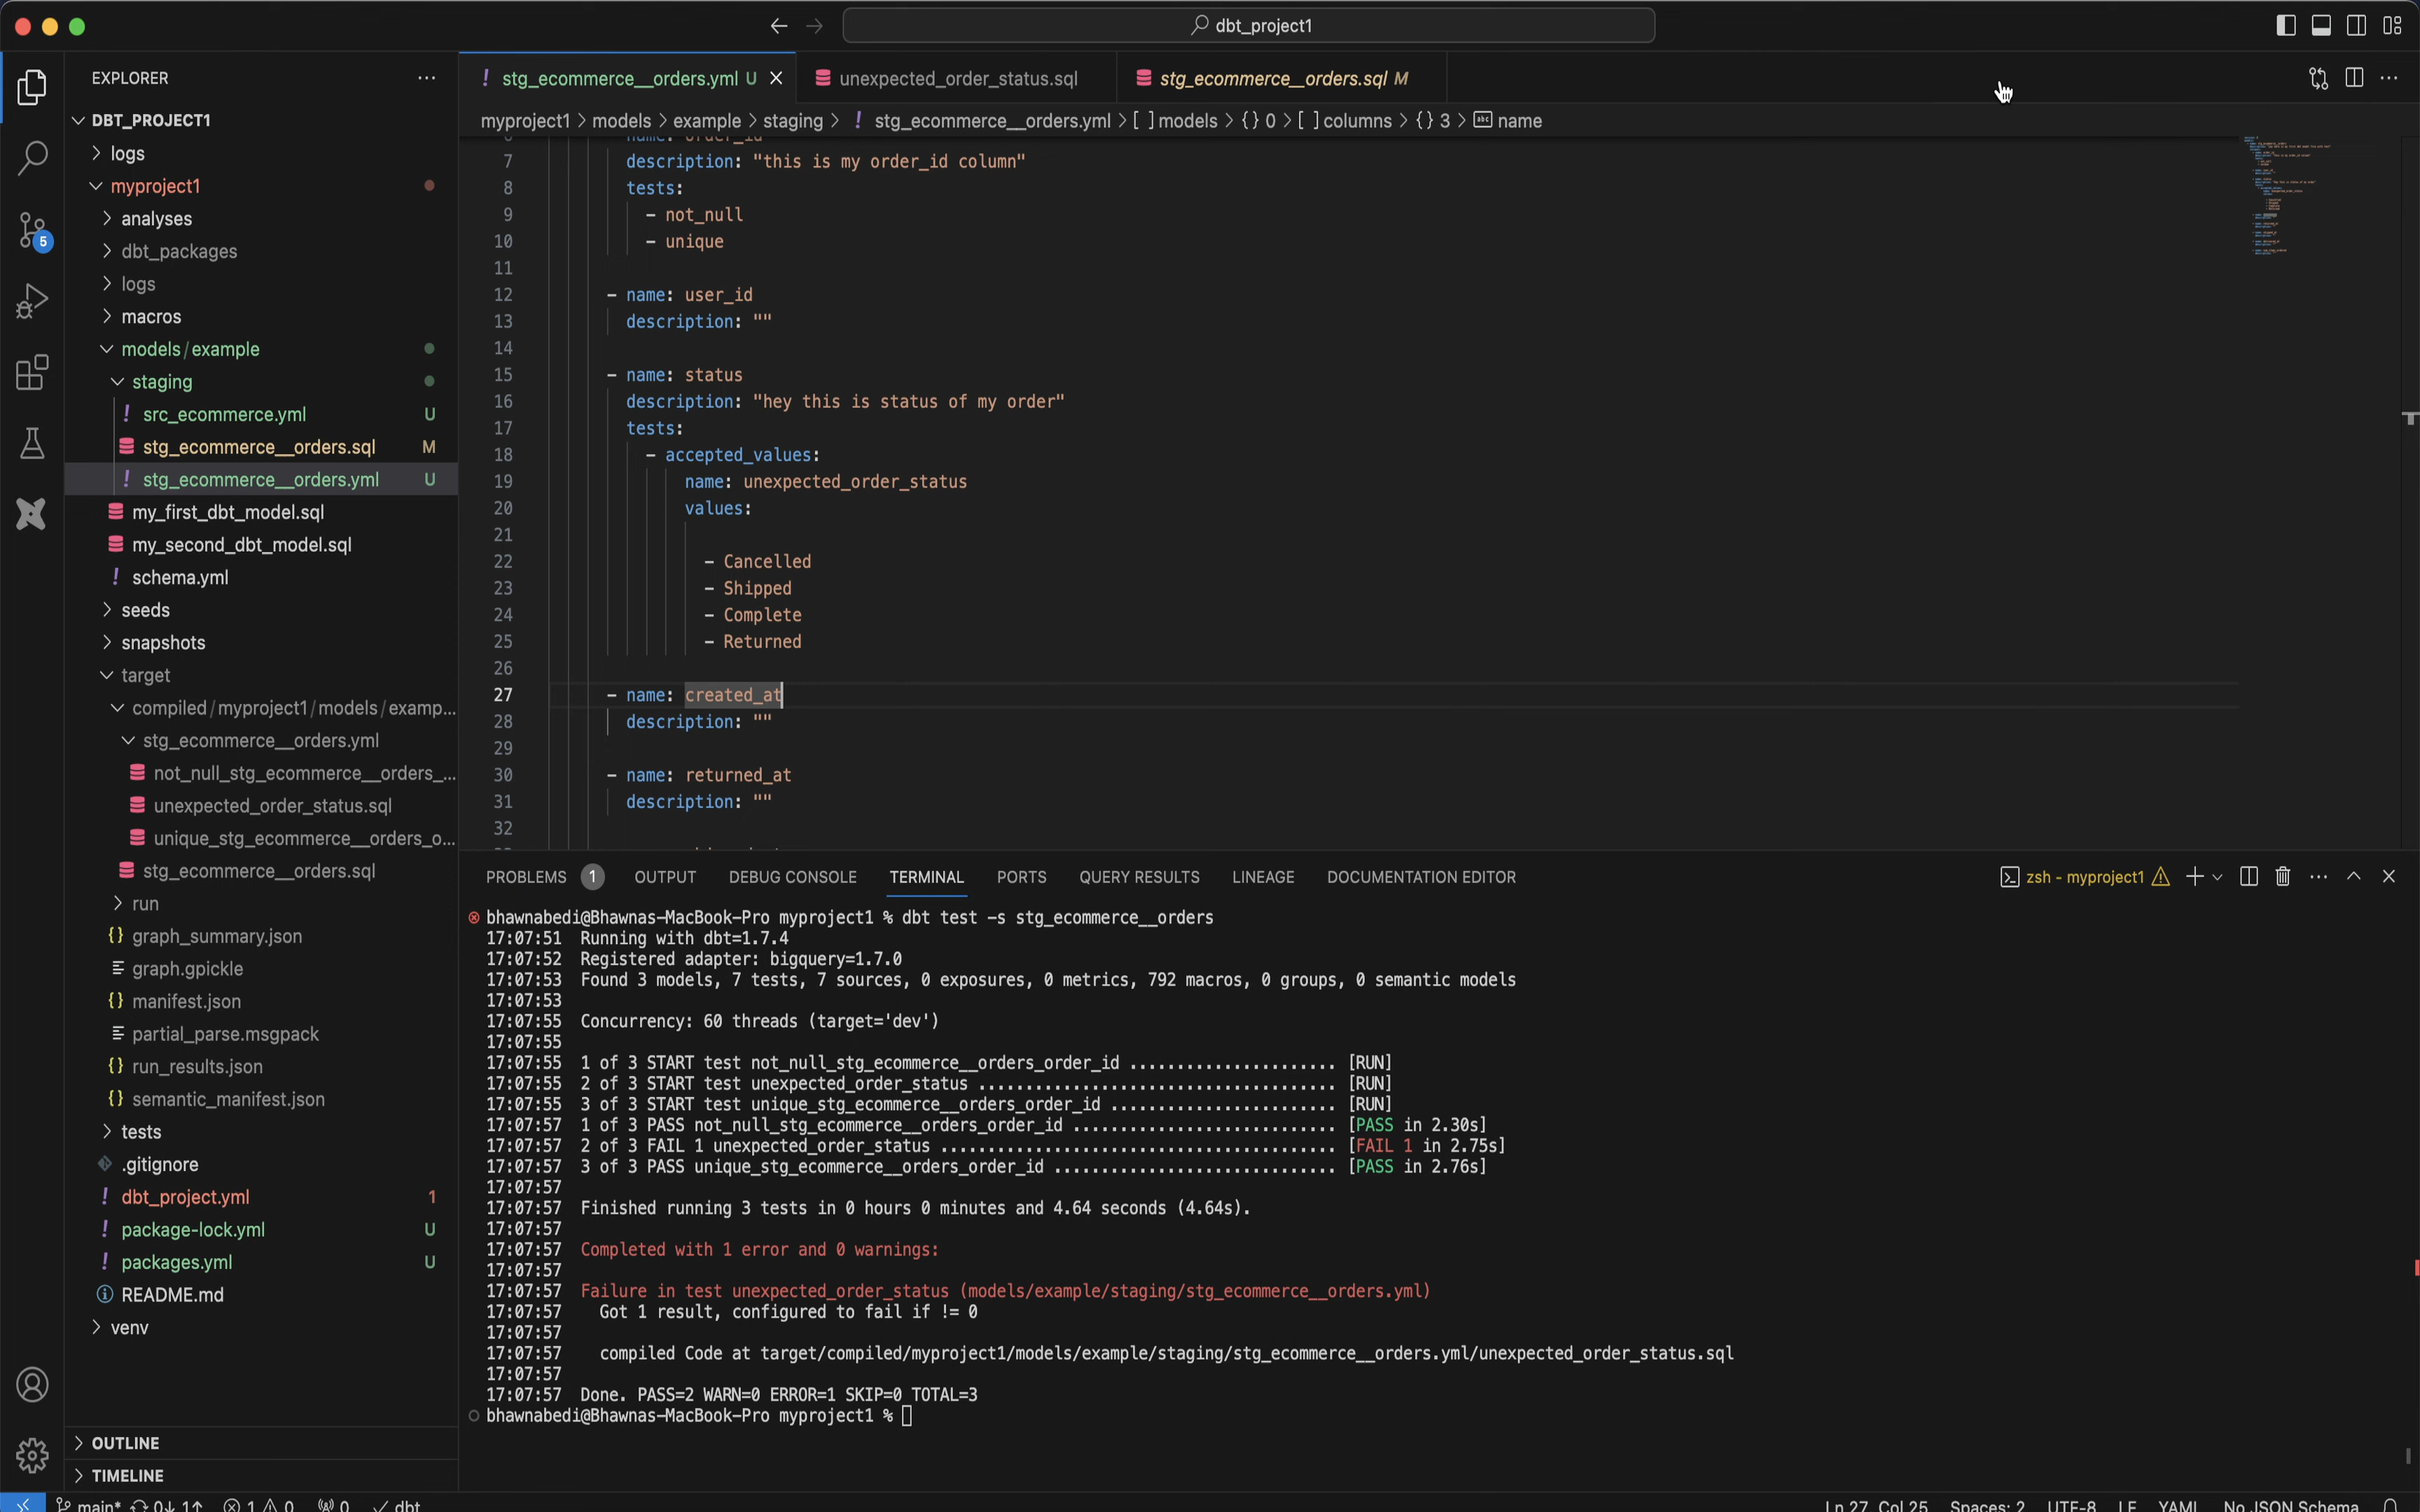 dbt_project1
EXPLORER
DBT_PROJECT1
logs
myproject1
analyses
dbt_packages
logs
macros
models/example
staging
src_ecommerce.yml U
stg_ecommerce__orders.sql M
stg_ecommerce__orders.yml U
my_first_dbt_model.sql
my_second_dbt_model.sql
schema.yml
seeds
snapshots
target
compiled/myproject1/models/examp...
stg_ecommerce__orders.yml
not_null_stg_ecommerce__orders_...
unexpected_order_status.sql
unique_stg_ecommerce__orders_o...
stg_ecommerce__orders.sql
run
graph_summary.json
graph.gpickle
manifest.json
partial_parse.msgpack
run_results.json
semantic_manifest.json
tests
.gitignore
dbt_project.yml 1
package-lock.yml U
packages.yml U
README.md
venv
OUTLINE
TIMELINE
5
stg_ecommerce__orders.yml U
unexpected_order_status.sql
stg_ecommerce__orders.sql M
myproject1 > models > example > staging > ! stg_ecommerce__orders.yml > [ ] models > {} 0 > [ ] columns > {} 3 > abc name
name: order_id
7 description: "this is my order_id column"
8 tests:
9 - not_null
10 - unique
11
12 - name: user_id
13 description: ""
14
15 - name: status
16 description: "hey this is status of my order"
17 tests:
18 - accepted_values:
19 name: unexpected_order_status
20 values:
21
22 - Cancelled
23 - Shipped
24 - Complete
25 - Returned
26
27 - name: created_at
28 description: ""
29
30 - name: returned_at
31 description: ""
32
PROBLEMS 1 OUTPUT DEBUG CONSOLE TERMINAL PORTS QUERY RESULTS LINEAGE DOCUMENTATION EDITOR
zsh - myproject1
bhawnabedi@Bhawnas-MacBook-Pro myproject1 % dbt test -s stg_ecommerce__orders
17:07:51 Running with dbt=1.7.4
17:07:52 Registered adapter: bigquery=1.7.0
17:07:53 Found 3 models, 7 tests, 7 sources, 0 exposures, 0 metrics, 792 macros, 0 groups, 0 semantic models
17:07:53
17:07:55 Concurrency: 60 threads (target='dev')
17:07:55
17:07:55 1 of 3 START test not_null_stg_ecommerce__orders_order_id ...................... [RUN]
17:07:55 2 of 3 START test unexpected_order_status ..................................... [RUN]
17:07:55 3 of 3 START test unique_stg_ecommerce__orders_order_id ........................ [RUN]
17:07:57 1 of 3 PASS not_null_stg_ecommerce__orders_order_id ............................ [PASS in 2.30s]
17:07:57 2 of 3 FAIL 1 unexpected_order_status .......................................... [FAIL 1 in 2.75s]
17:07:57 3 of 3 PASS unique_stg_ecommerce__orders_order_id .............................. [PASS in 2.76s]
17:07:57
17:07:57 Finished running 3 tests in 0 hours 0 minutes and 4.64 seconds (4.64s).
17:07:57
17:07:57 Completed with 1 error and 0 warnings:
17:07:57
17:07:57 Failure in test unexpected_order_status (models/example/staging/stg_ecommerce__orders.yml)
17:07:57 Got 1 result, configured to fail if != 0
17:07:57
17:07:57 compiled Code at target/compiled/myproject1/models/example/staging/stg_ecommerce__orders.yml/unexpected_order_status.sql
17:07:57
17:07:57 Done. PASS=2 WARN=0 ERROR=1 SKIP=0 TOTAL=3
bhawnabedi@Bhawnas-MacBook-Pro myproject1 %
main* 0↓ 1↑ 1 0 0 dbt
Ln 27, Col 25 Spaces: 2 UTF-8 LF YAML No JSON Schema